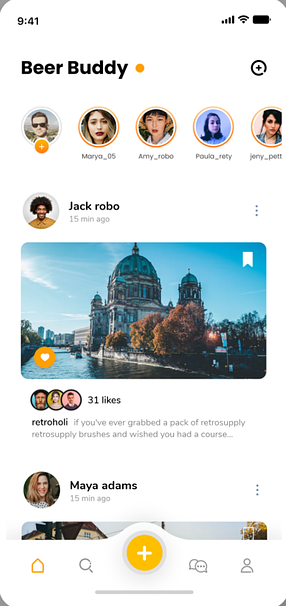 9:41
Beer Buddy
Marya_05 Amy_robo Paula_rety jeny_pett
Jack robo
15 min ago
31 likes
retroholi if you've ever grabbed a pack of retrosupply
retrosupply brushes and wished you had a course...
Maya adams
15 min ago